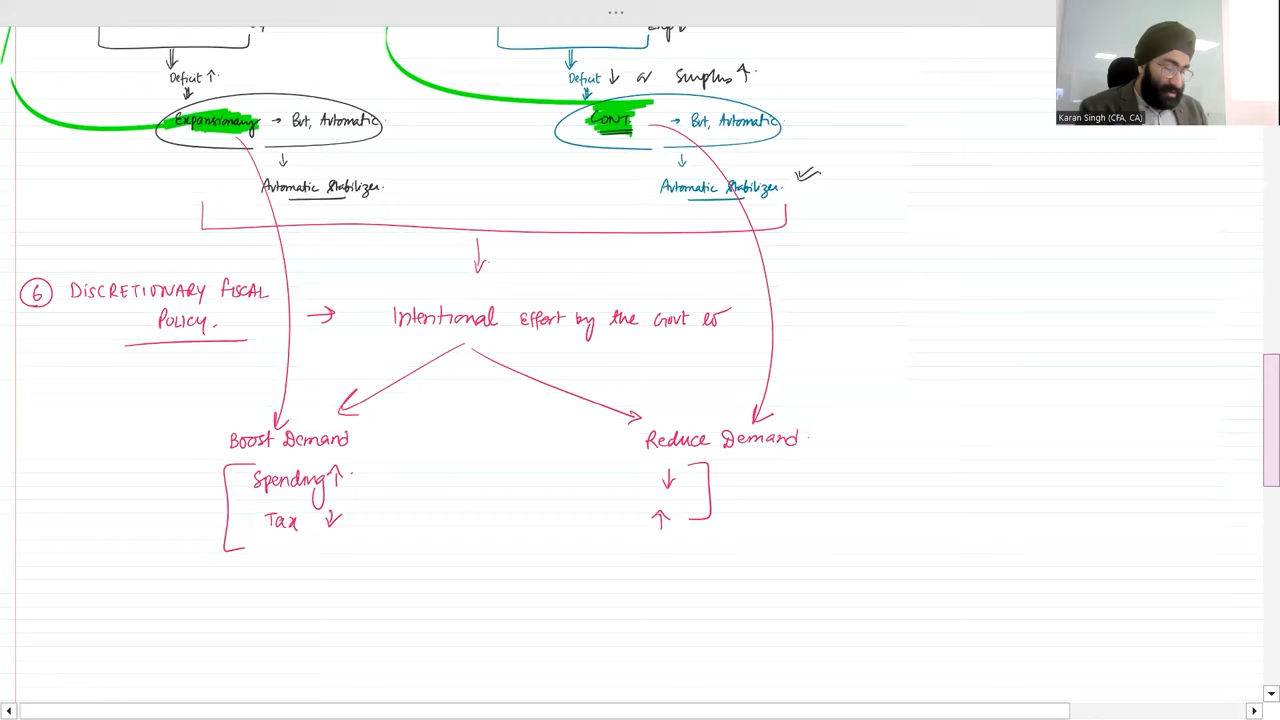 Deficit ↑
Deficit ↓ or Surplus ↑.
Expansionary → But, Automatic
CONT. → But, Automatic
↓
↓
Automatic Stabilizer.
Automatic Stabilizer.
6 DISCRETIONARY FISCAL POLICY. → Intentional Effort by the Govt to
Boost Demand
Reduce Demand.
Spending ↑
↓
Tax ↓
↑
Karan Singh (CFA, CA)